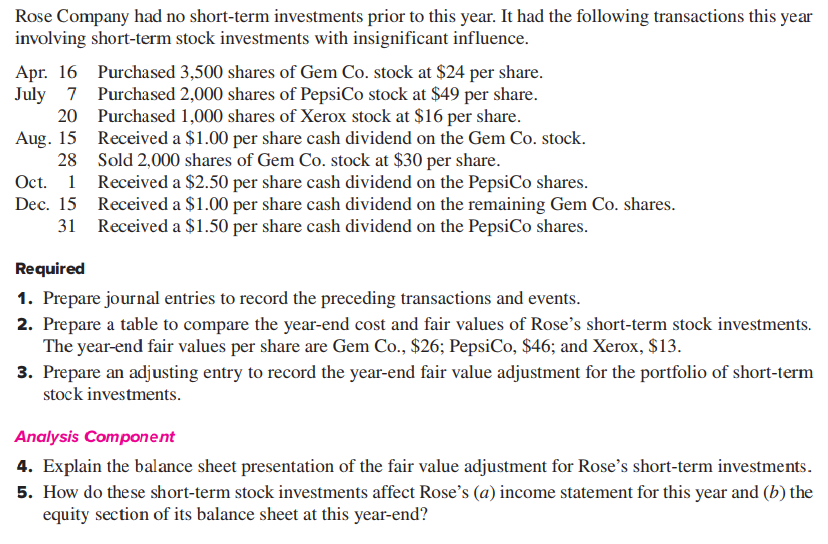 Rose Company had no short-term investments prior to this year. It had the following transactions this year
involving short-term stock investments with insignificant influence.
Apr. 16 Purchased 3,500 shares of Gem Co. stock at $24 per share.
July 7 Purchased 2,000 shares of PepsiCo stock at $49 per share.
20 Purchased 1,000 shares of Xerox stock at $16 per share.
Aug. 15 Received a $1.00 per share cash dividend on the Gem Co. stock.
28 Sold 2,000 shares of Gem Co. stock at $30 per share.
Oct. 1 Received a $2.50 per share cash dividend on the PepsiCo shares.
Dec. 15 Received a $1.00 per share cash dividend on the remaining Gem Co. shares.
31 Received a $1.50 per share cash dividend on the PepsiCo shares.
Required
1. Prepare journal entries to record the preceding transactions and events.
2. Prepare a table to compare the year-end cost and fair values of Rose's short-term stock investments.
The year-end fair values per share are Gem Co., $26; PepsiCo, $46; and Xerox, $13.
3. Prepare an adjusting entry to record the year-end fair value adjustment for the portfolio of short-term
stock investments.
Analysis Component
4. Explain the balance sheet presentation of the fair value adjustment for Rose's short-term investments.
5. How do these short-term stock investments affect Rose's (a) income statement for this year and (b) the
equity section of its balance sheet at this year-end?